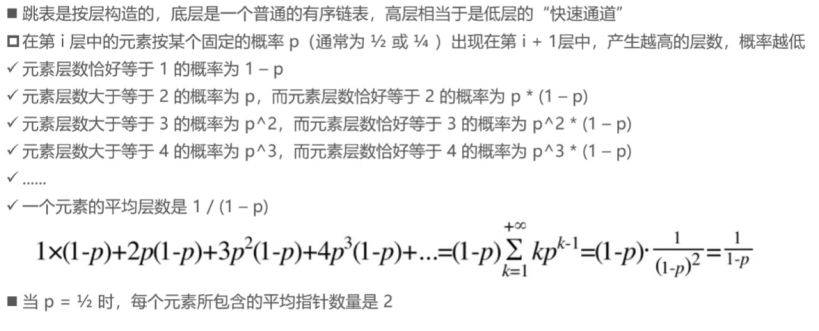 ■ 跳表是按层构造的，底层是一个普通的有序链表，高层相当于是低层的“快速通道”
□ 在第 i 层中的元素按某个固定的概率 p（通常为 ½ 或 ¼ ）出现在第 i + 1层中，产生越高的层数，概率越低
✓ 元素层数恰好等于 1 的概率为 1 – p
✓ 元素层数大于等于 2 的概率为 p，而元素层数恰好等于 2 的概率为 p * (1 – p)
✓ 元素层数大于等于 3 的概率为 p^2，而元素层数恰好等于 3 的概率为 p^2 * (1 – p)
✓ 元素层数大于等于 4 的概率为 p^3，而元素层数恰好等于 4 的概率为 p^3 * (1 – p)
✓ ......
✓ 一个元素的平均层数是 1 / (1 – p)
1×(1-p)+2p(1-p)+3p²(1-p)+4p³(1-p)+...=(1-p)∑_{k=1}^{+∞} kp^{k-1}=(1-p)·1/(1-p)²=1/(1-p)
■ 当 p = ½ 时，每个元素所包含的平均指针数量是 2